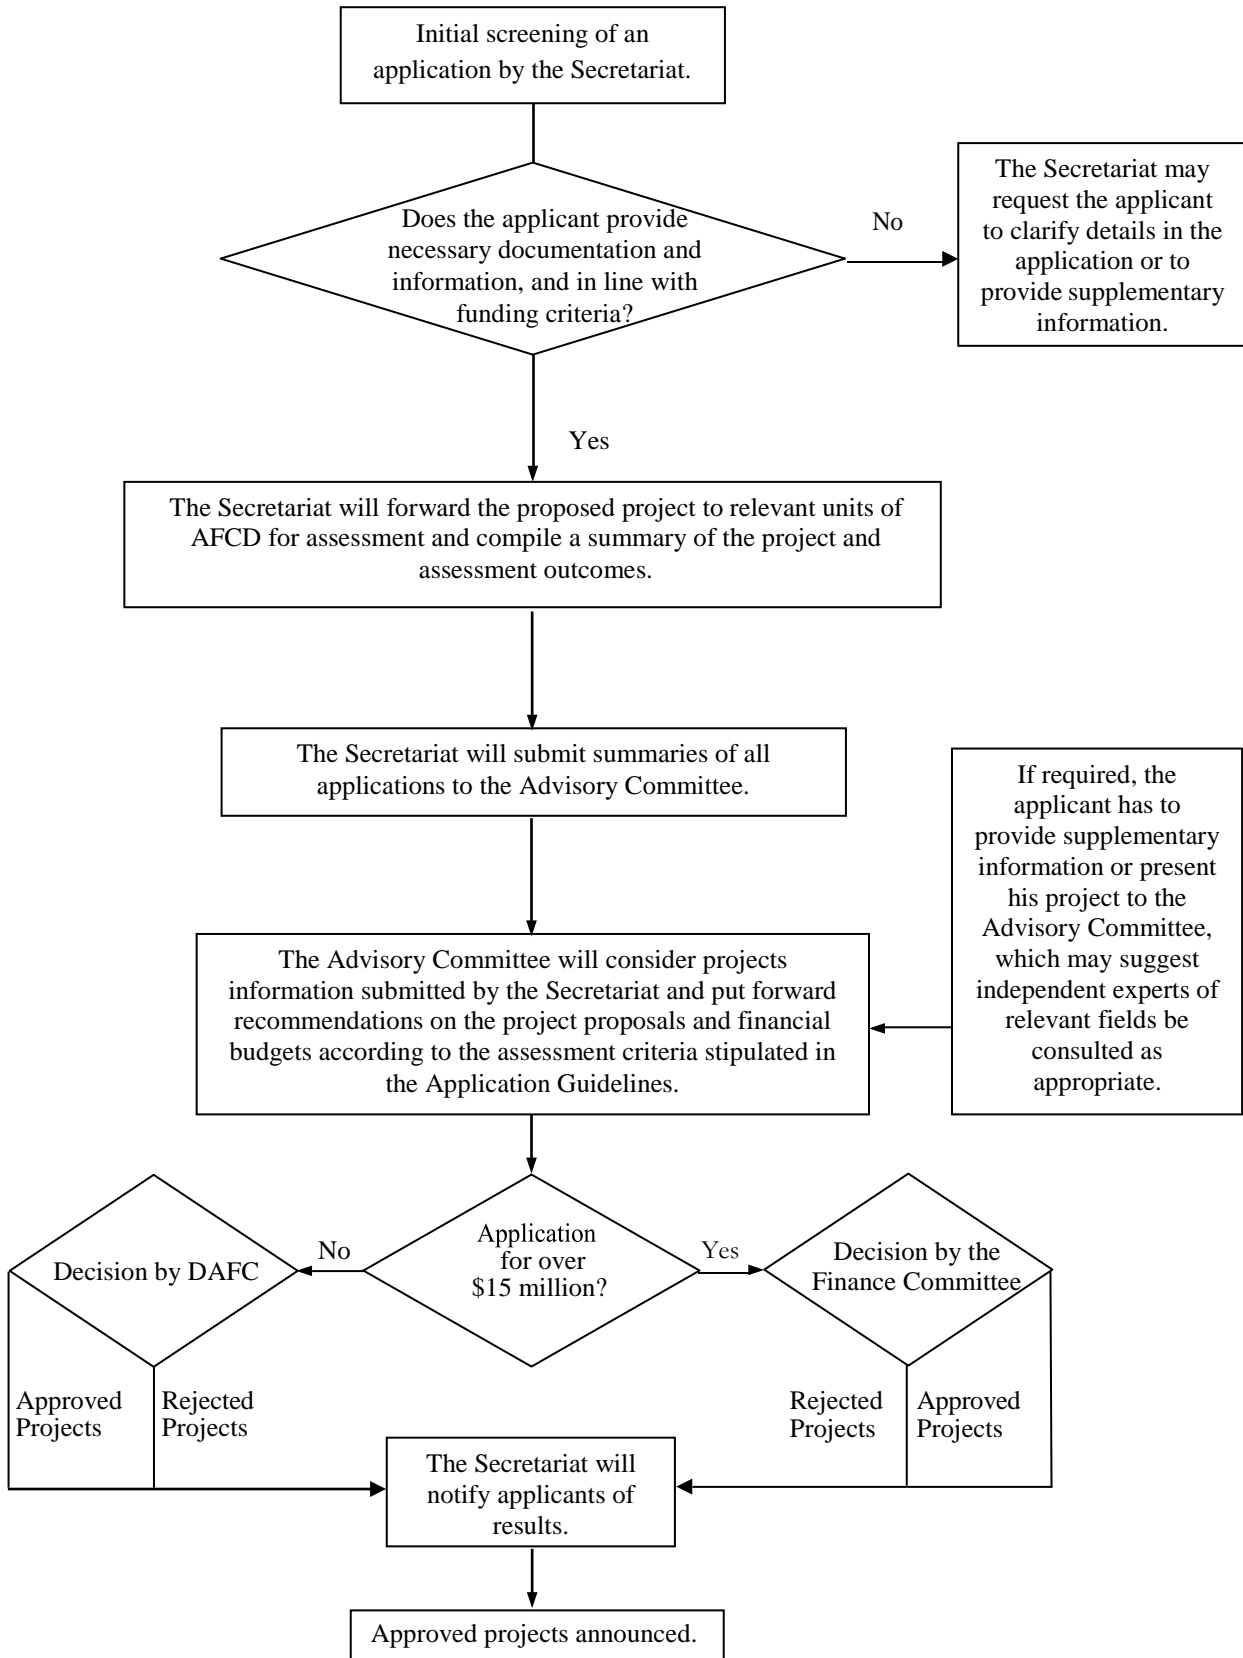 Initial screening of an
application by the Secretariat.
Does the applicant provide
necessary documentation and
information, and in line with
funding criteria?
No
The Secretariat may
request the applicant
to clarify details in the
application or to
provide supplementary
information.
Yes
The Secretariat will forward the proposed project to relevant units of
AFCD for assessment and compile a summary of the project and
assessment outcomes.
The Secretariat will submit summaries of all
applications to the Advisory Committee.
If required, the
applicant has to
provide supplementary
information or present
his project to the
Advisory Committee,
which may suggest
independent experts of
relevant fields be
consulted as
appropriate.
The Advisory Committee will consider projects
information submitted by the Secretariat and put forward
recommendations on the project proposals and financial
budgets according to the assessment criteria stipulated in
the Application Guidelines.
Decision by DAFC
No
Application
for over
$15 million?
Yes
Decision by the
Finance Committee
Approved
Projects
Rejected
Projects
Rejected
Projects
Approved
Projects
The Secretariat will
notify applicants of
results.
Approved projects announced.